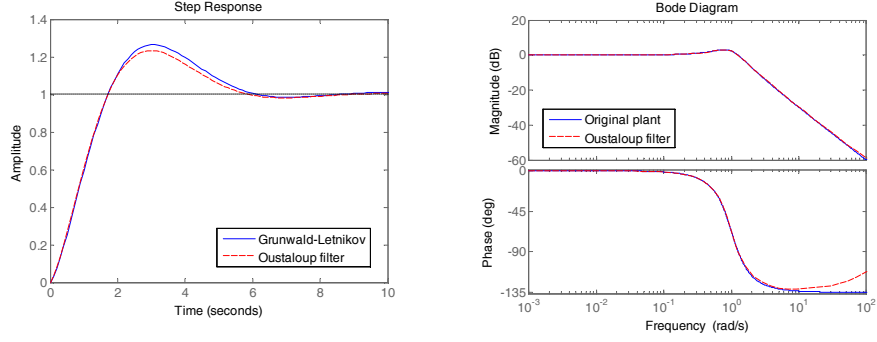 Step Response
1.4
1.2
1
0.8
0.6
0.4
0.2
0
Amplitude
Grunwald-Letnikov
Oustaloup filter
0 2 4 6 8 10
Time (seconds)
Bode Diagram
20
0
-20
-40
-60
Magnitude (dB)
Original plant
Oustaloup filter
0
-45
-90
-135
Phase (deg)
10^-3 10^-2 10^-1 10^0 10^1 10^2
Frequency (rad/s)